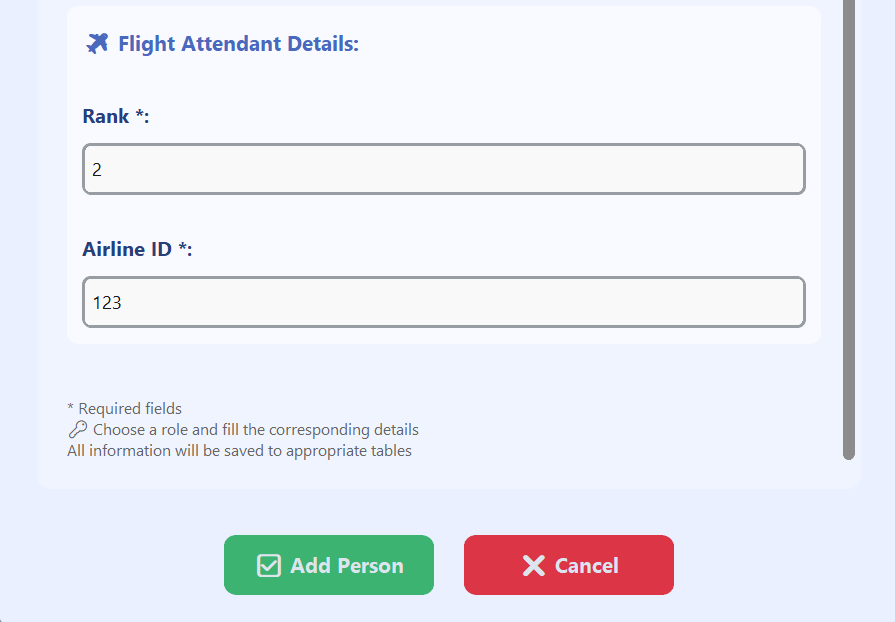 Flight Attendant Details:
Rank *:
2
Airline ID *:
123
* Required fields
Choose a role and fill the corresponding details
All information will be saved to appropriate tables
Add Person
Cancel